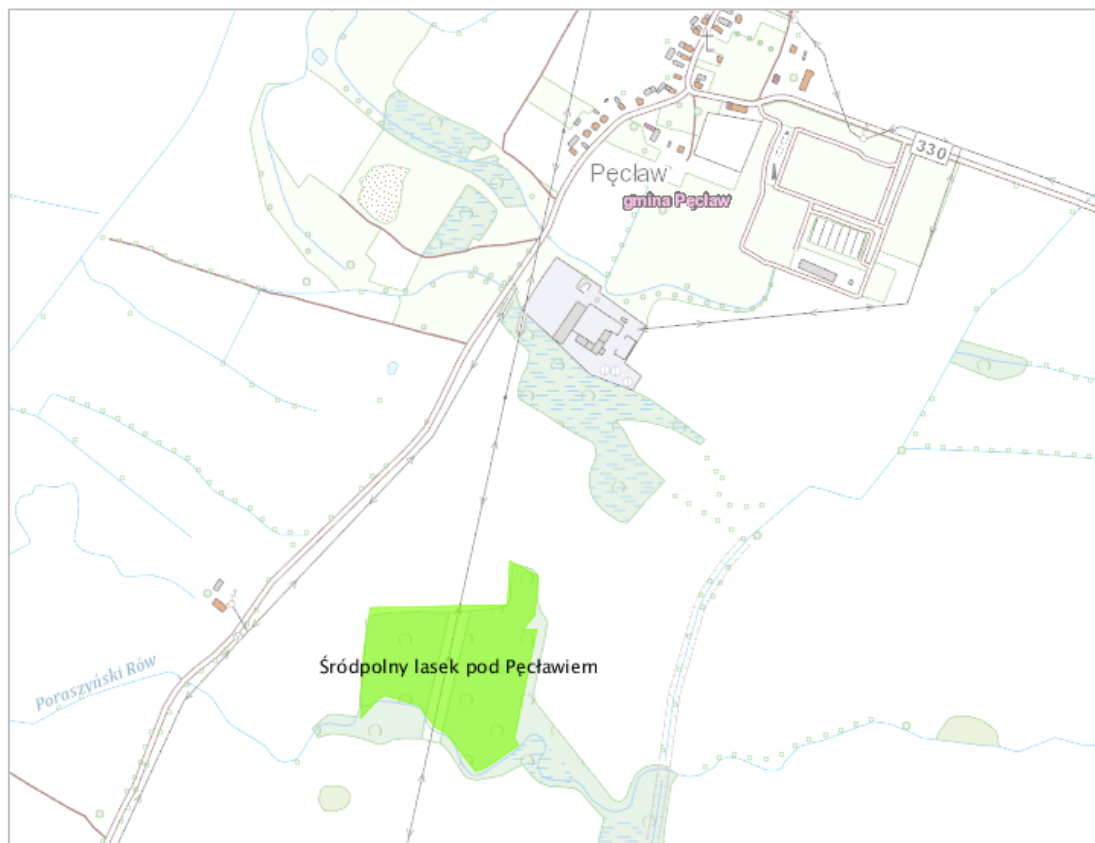 330
Pęcław
gmina Pęcław
Śródpolny lasek pod Pęcławiem
Poraszyński Rów